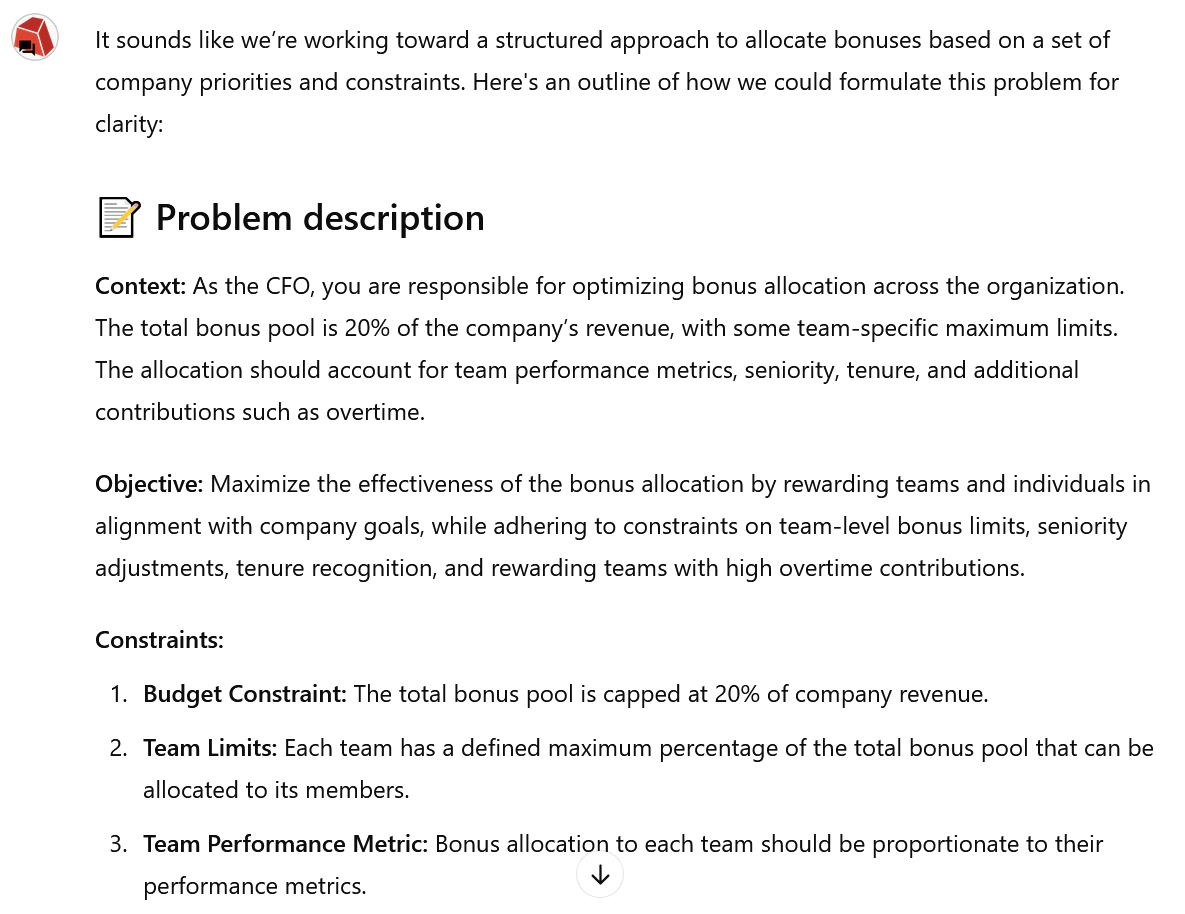 It sounds like we’re working toward a structured approach to allocate bonuses based on a set of
company priorities and constraints. Here's an outline of how we could formulate this problem for
clarity:
Problem description
Context: As the CFO, you are responsible for optimizing bonus allocation across the organization.
The total bonus pool is 20% of the company’s revenue, with some team-specific maximum limits.
The allocation should account for team performance metrics, seniority, tenure, and additional
contributions such as overtime.
Objective: Maximize the effectiveness of the bonus allocation by rewarding teams and individuals in
alignment with company goals, while adhering to constraints on team-level bonus limits, seniority
adjustments, tenure recognition, and rewarding teams with high overtime contributions.
Constraints:
1. Budget Constraint: The total bonus pool is capped at 20% of company revenue.
2. Team Limits: Each team has a defined maximum percentage of the total bonus pool that can be
allocated to its members.
3. Team Performance Metric: Bonus allocation to each team should be proportionate to their
performance metrics.